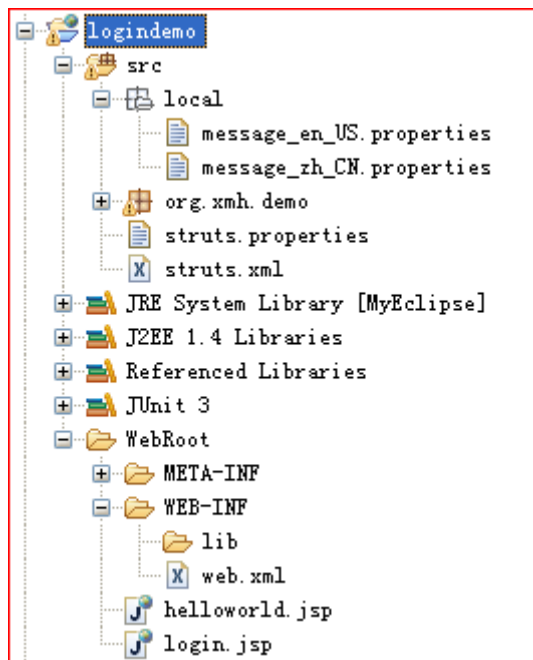 logindemo
src
local
message_en_US.properties
message_zh_CN.properties
org.xmh.demo
struts.properties
struts.xml
JRE System Library [MyEclipse]
J2EE 1.4 Libraries
Referenced Libraries
JUnit 3
WebRoot
META-INF
WEB-INF
lib
web.xml
helloworld.jsp
login.jsp